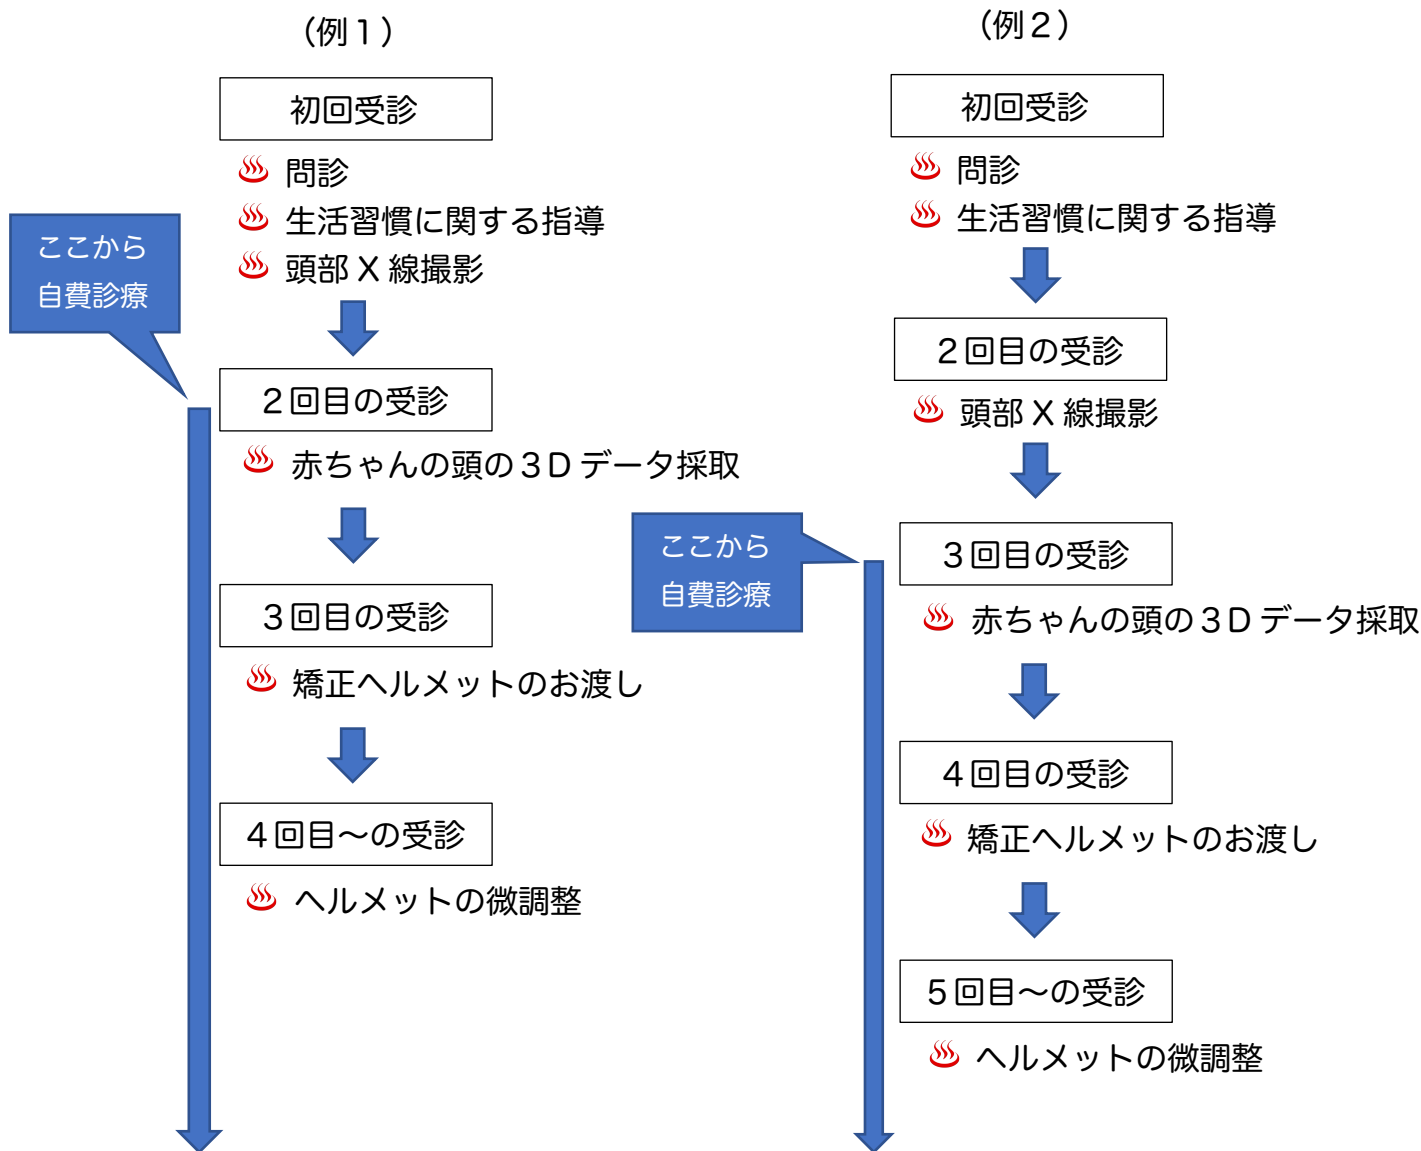 （例１）
初回受診
♨ 問診
♨ 生活習慣に関する指導
♨ 頭部 X 線撮影
ここから
自費診療
２回目の受診
♨ 赤ちゃんの頭の３D データ採取
３回目の受診
♨ 矯正ヘルメットのお渡し
４回目～の受診
♨ ヘルメットの微調整
（例２）
初回受診
♨ 問診
♨ 生活習慣に関する指導
２回目の受診
♨ 頭部 X 線撮影
ここから
自費診療
３回目の受診
♨ 赤ちゃんの頭の３D データ採取
４回目の受診
♨ 矯正ヘルメットのお渡し
５回目～の受診
♨ ヘルメットの微調整